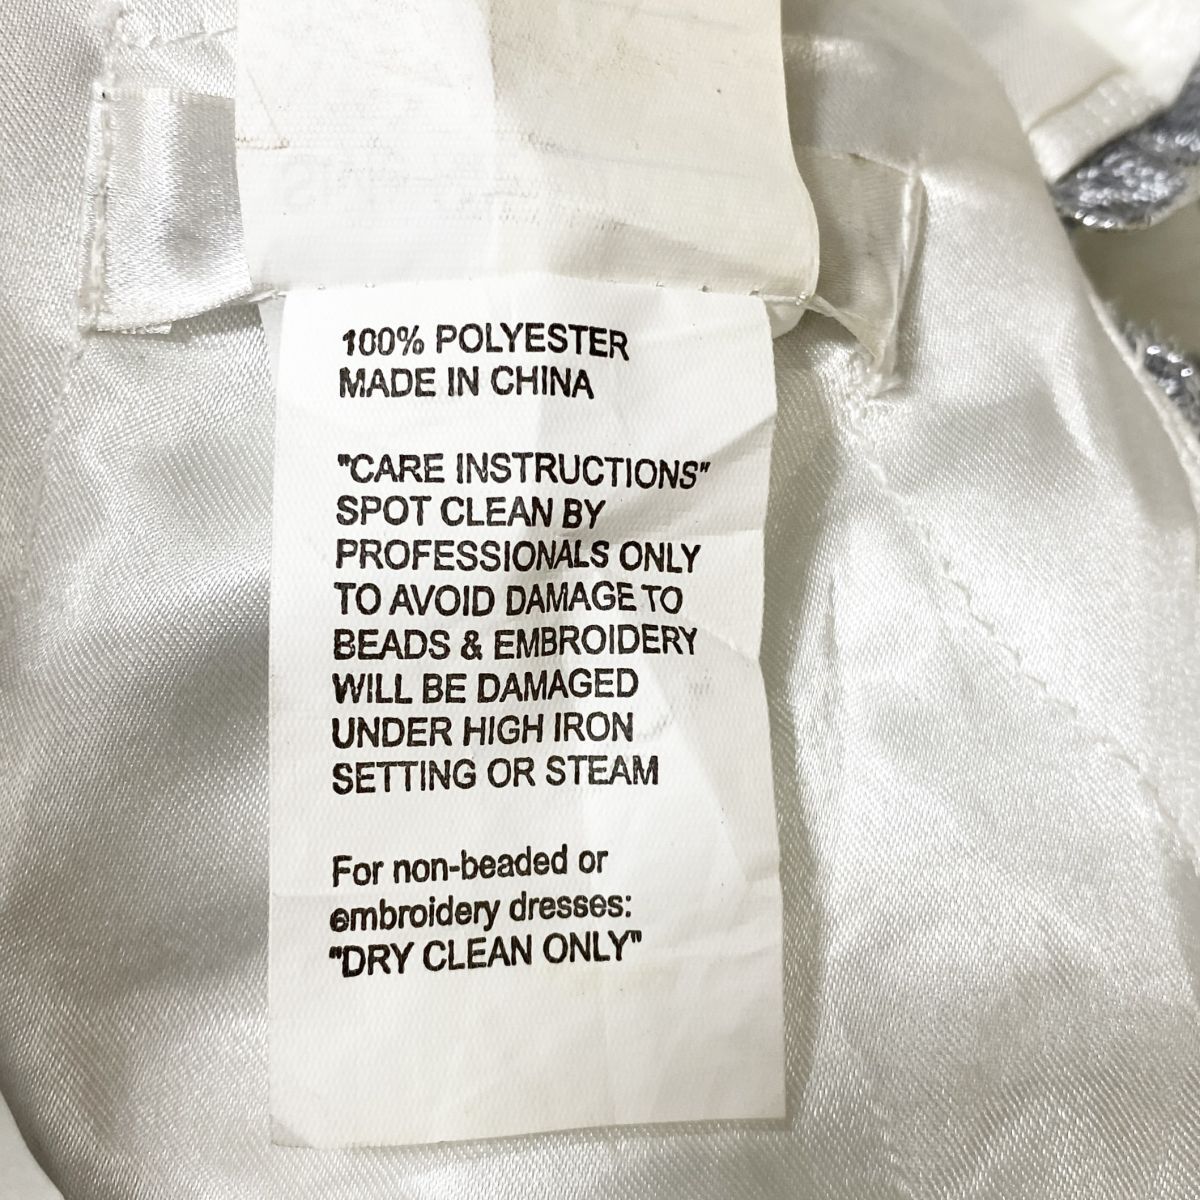 100% POLYESTER
MADE IN CHINA
"CARE INSTRUCTIONS"
SPOT CLEAN BY
PROFESSIONALS ONLY
TO AVOID DAMAGE TO
BEADS & EMBROIDERY
WILL BE DAMAGED
UNDER HIGH IRON
SETTING OR STEAM
For non-beaded or
embroidery dresses:
"DRY CLEAN ONLY"